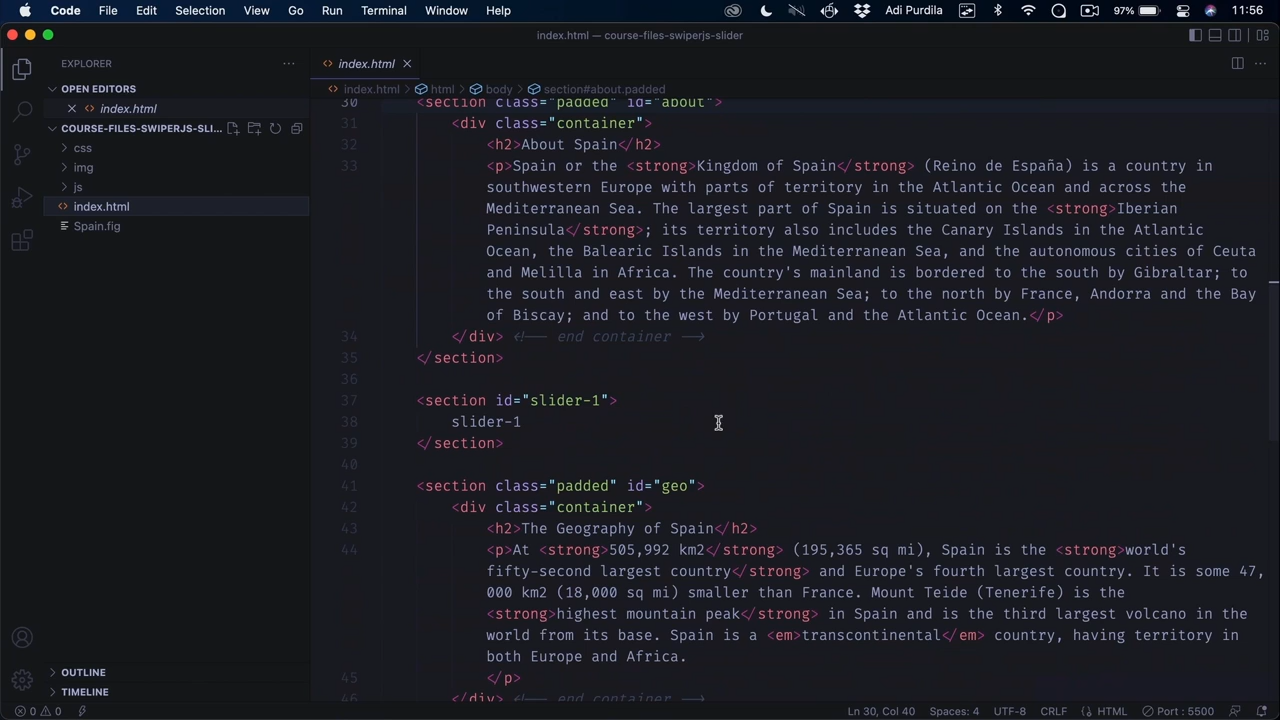 Code File Edit Selection View Go Run Terminal Window Help Adi Purdila 97% 11:56
index.html — course-files-swiperjs-slider
EXPLORER
index.html
OPEN EDITORS
index.html
COURSE-FILES-SWIPERJS-SLI...
css
img
js
index.html
Spain.fig
OUTLINE
TIMELINE
index.html html body section#about.padded
30 <section class="padded" id="about">
31 <div class="container">
32 <h2>About Spain</h2>
33 <p>Spain or the <strong>Kingdom of Spain</strong> (Reino de España) is a country in
southwestern Europe with parts of territory in the Atlantic Ocean and across the
Mediterranean Sea. The largest part of Spain is situated on the <strong>Iberian
Peninsula</strong>; its territory also includes the Canary Islands in the Atlantic
Ocean, the Balearic Islands in the Mediterranean Sea, and the autonomous cities of Ceuta
and Melilla in Africa. The country's mainland is bordered to the south by Gibraltar; to
the south and east by the Mediterranean Sea; to the north by France, Andorra and the Bay
of Biscay; and to the west by Portugal and the Atlantic Ocean.</p>
34 </div> <!-- end container -->
35 </section>
36
37 <section id="slider-1">
38 slider-1
39 </section>
40
41 <section class="padded" id="geo">
42 <div class="container">
43 <h2>The Geography of Spain</h2>
44 <p>At <strong>505,992 km2</strong> (195,365 sq mi), Spain is the <strong>world's
fifty-second largest country</strong> and Europe's fourth largest country. It is some 47,
000 km2 (18,000 sq mi) smaller than France. Mount Teide (Tenerife) is the
<strong>highest mountain peak</strong> in Spain and is the third largest volcano in the
world from its base. Spain is a <em>transcontinental</em> country, having territory in
both Europe and Africa.
45 </p>
46 </div> <!-- end container -->
0 0 Ln 30, Col 40 Spaces: 4 UTF-8 CRLF HTML Port : 5500